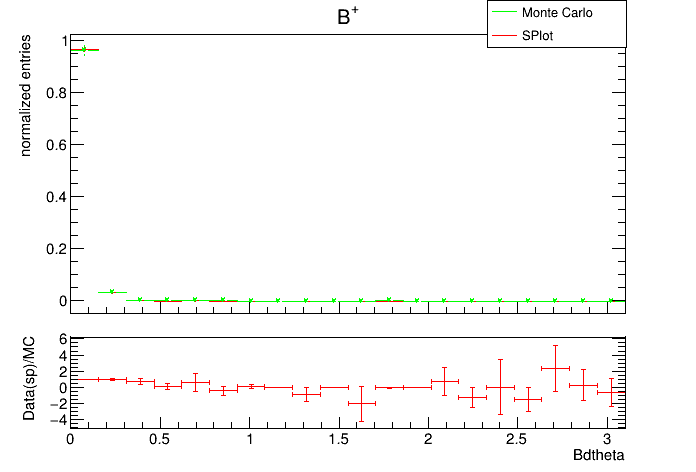 B+
Monte Carlo
SPlot
normalized entries
1
0.8
0.6
0.4
0.2
0
Data(sp)/MC
6
4
2
0
−2
−4
0 0.5 1 1.5 2 2.5 3
Bdtheta